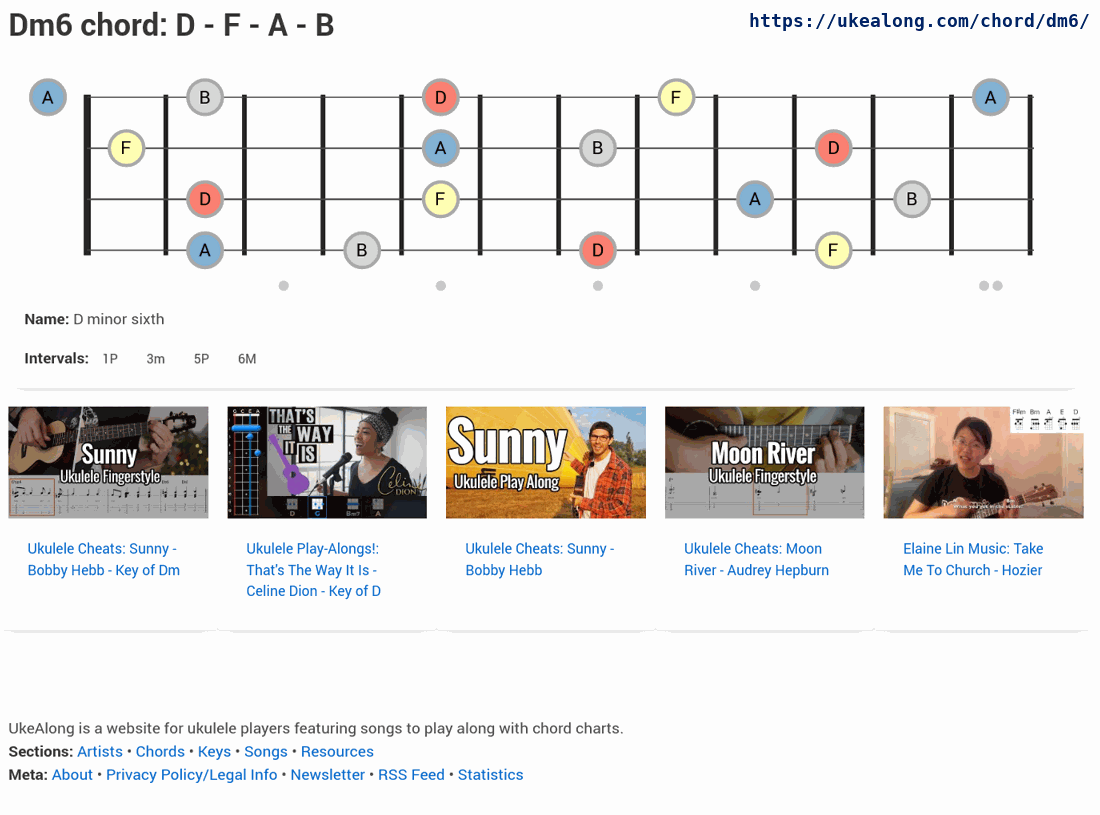 Dm6 chord: D - F - A - B
https://ukealong.com/chord/dm6/
A B D F A
F A B D
D F A B
A B D F
Name: D minor sixth
Intervals: 1P 3m 5P 6M
Sunny
Ukulele Fingerstyle
THAT'S
THE WAY
IT IS
Céline
DION
D C Bm7 A
Sunny
Ukulele Play Along
Moon River
Ukulele Fingerstyle
F#m Bm A E D
Ukulele Cheats: Sunny -
Bobby Hebb - Key of Dm
Ukulele Play-Alongs!:
That's The Way It Is -
Celine Dion - Key of D
Ukulele Cheats: Sunny -
Bobby Hebb
Ukulele Cheats: Moon
River - Audrey Hepburn
Elaine Lin Music: Take
Me To Church - Hozier
UkeAlong is a website for ukulele players featuring songs to play along with chord charts.
Sections: Artists • Chords • Keys • Songs • Resources
Meta: About • Privacy Policy/Legal Info • Newsletter • RSS Feed • Statistics